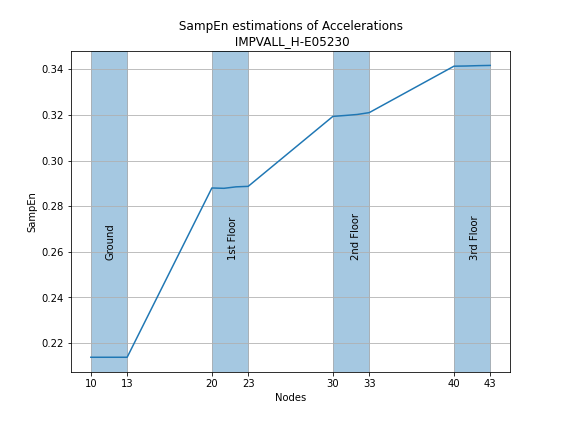 SampEn estimations of Accelerations
IMPVALL_H-E05230
0.34
0.32
0.30
0.28
0.26
0.24
0.22
SampEn
Ground
1st Floor
2nd Floor
3rd Floor
10 13 20 23 30 33 40 43
Nodes